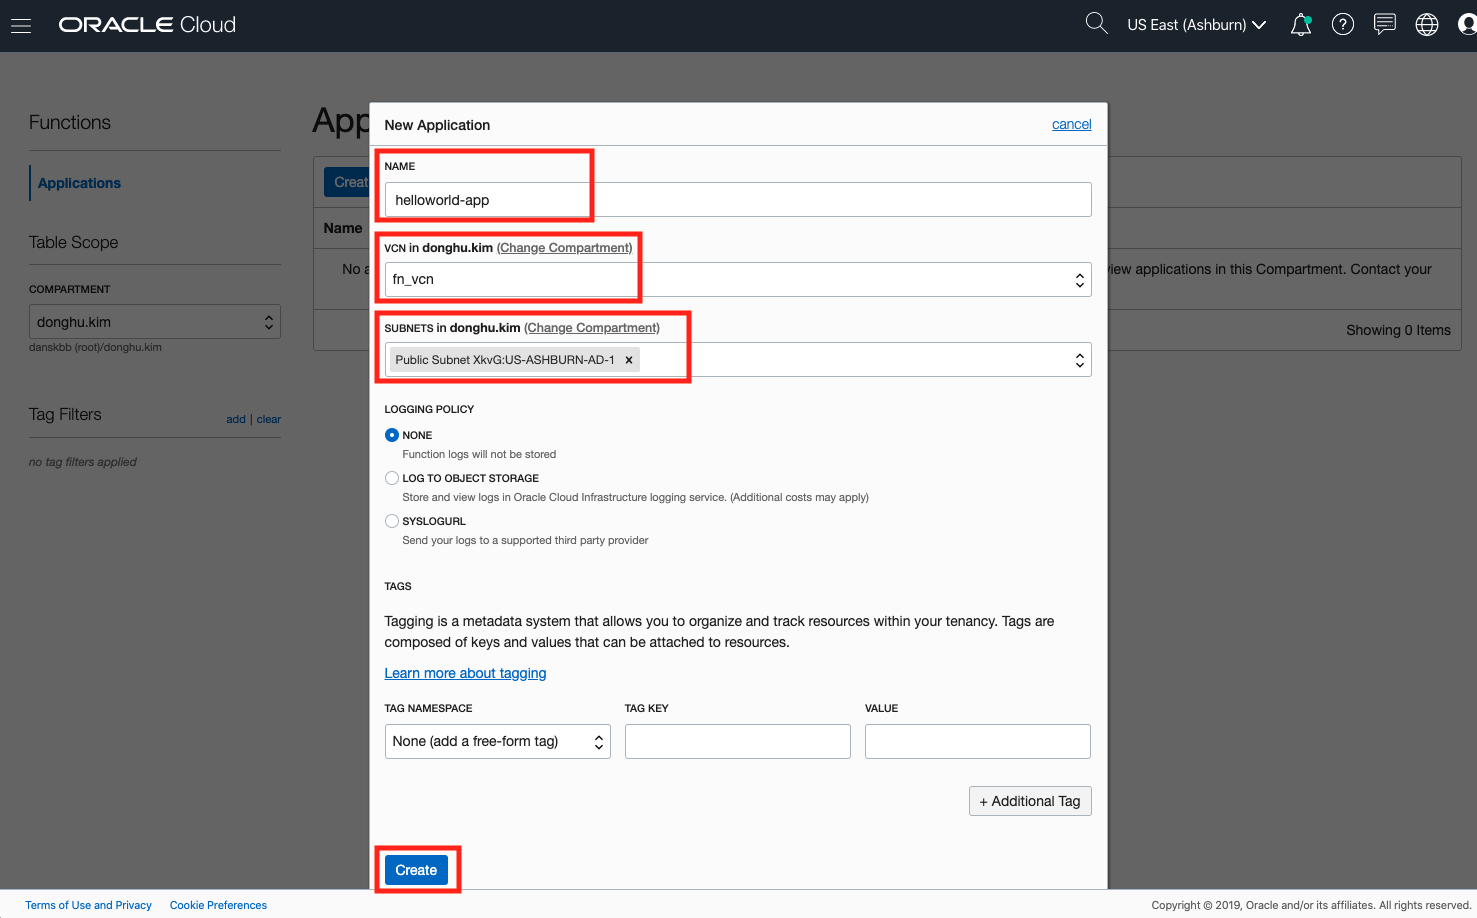 ORACLE Cloud
US East (Ashburn)
Functions
Applications
Table Scope
COMPARTMENT
donghu.kim
danskbb (root)/donghu.kim
Tag Filters
add | clear
no tag filters applied
App
Creat
Name
No a
view applications in this Compartment. Contact your
Showing 0 Items
New Application
cancel
NAME
helloworld-app
VCN in donghu.kim (Change Compartment)
fn_vcn
SUBNETS in donghu.kim (Change Compartment)
Public Subnet XkvG:US-ASHBURN-AD-1 ×
LOGGING POLICY
NONE
Function logs will not be stored
LOG TO OBJECT STORAGE
Store and view logs in Oracle Cloud Infrastructure logging service. (Additional costs may apply)
SYSLOGURL
Send your logs to a supported third party provider
TAGS
Tagging is a metadata system that allows you to organize and track resources within your tenancy. Tags are
composed of keys and values that can be attached to resources.
Learn more about tagging
TAG NAMESPACE
TAG KEY
VALUE
None (add a free-form tag)
+ Additional Tag
Create
Terms of Use and Privacy
Cookie Preferences
Copyright © 2019, Oracle and/or its affiliates. All rights reserved.